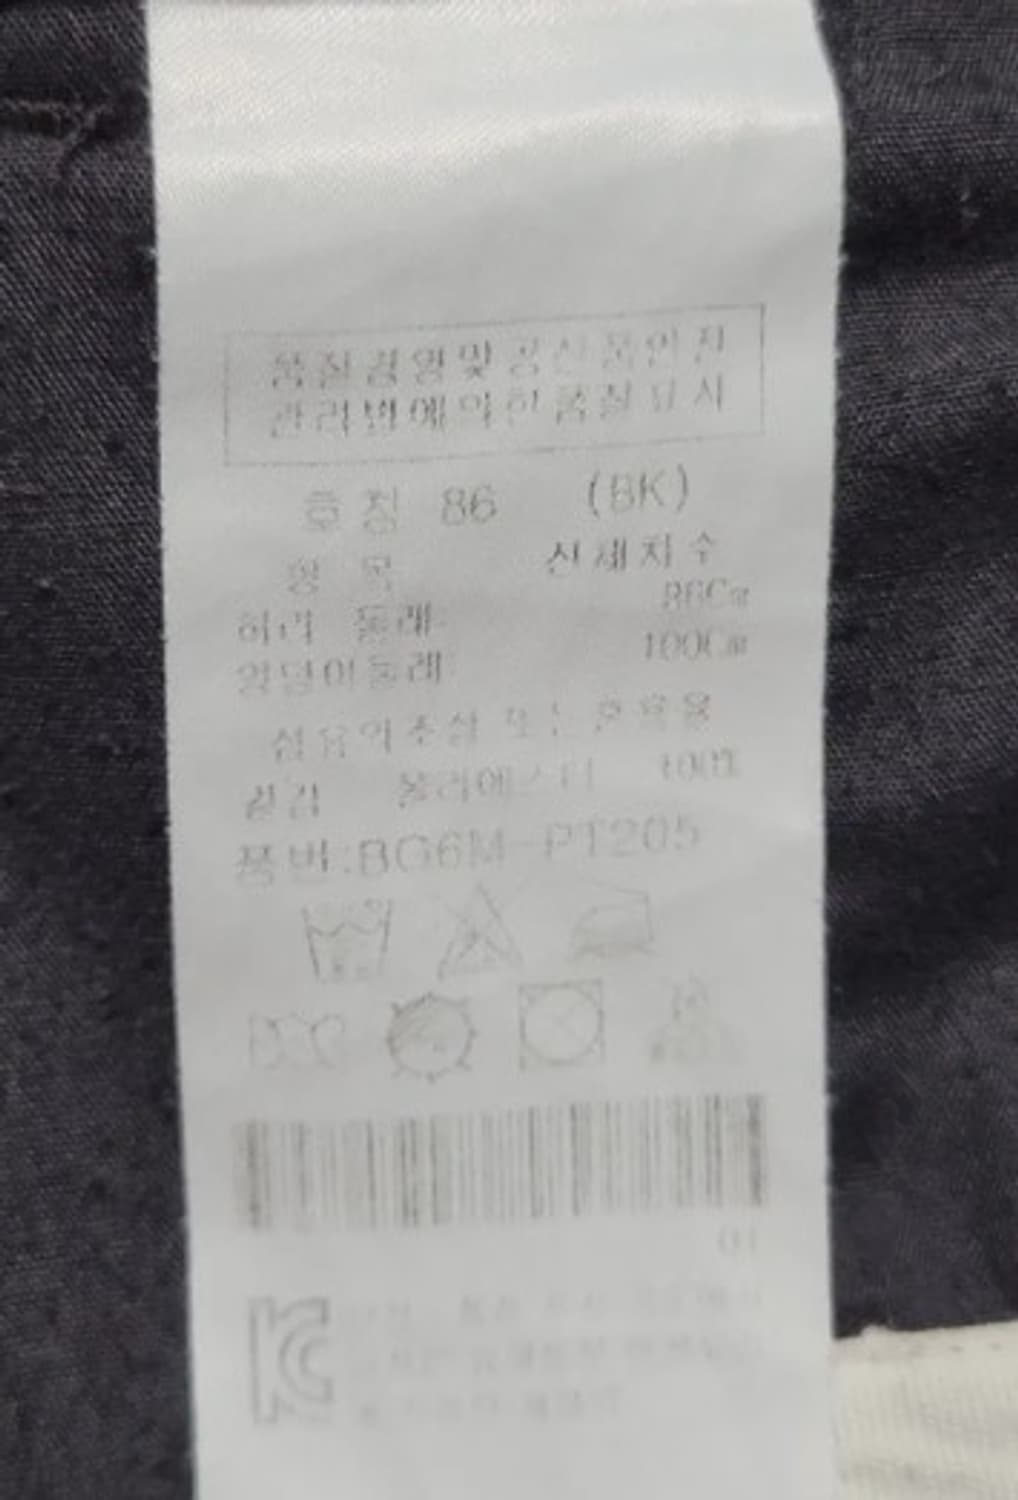 품질경영및공산품안전
관리법에의한품질표시
호칭 86 (BK)
항 목 신체치수
허리 둘레: 86Cm
엉덩이둘레: 100Cm
섬유의조성 또는혼용율
겉감 폴리에스터 100%
품번:BG6M-PT205
01
KC